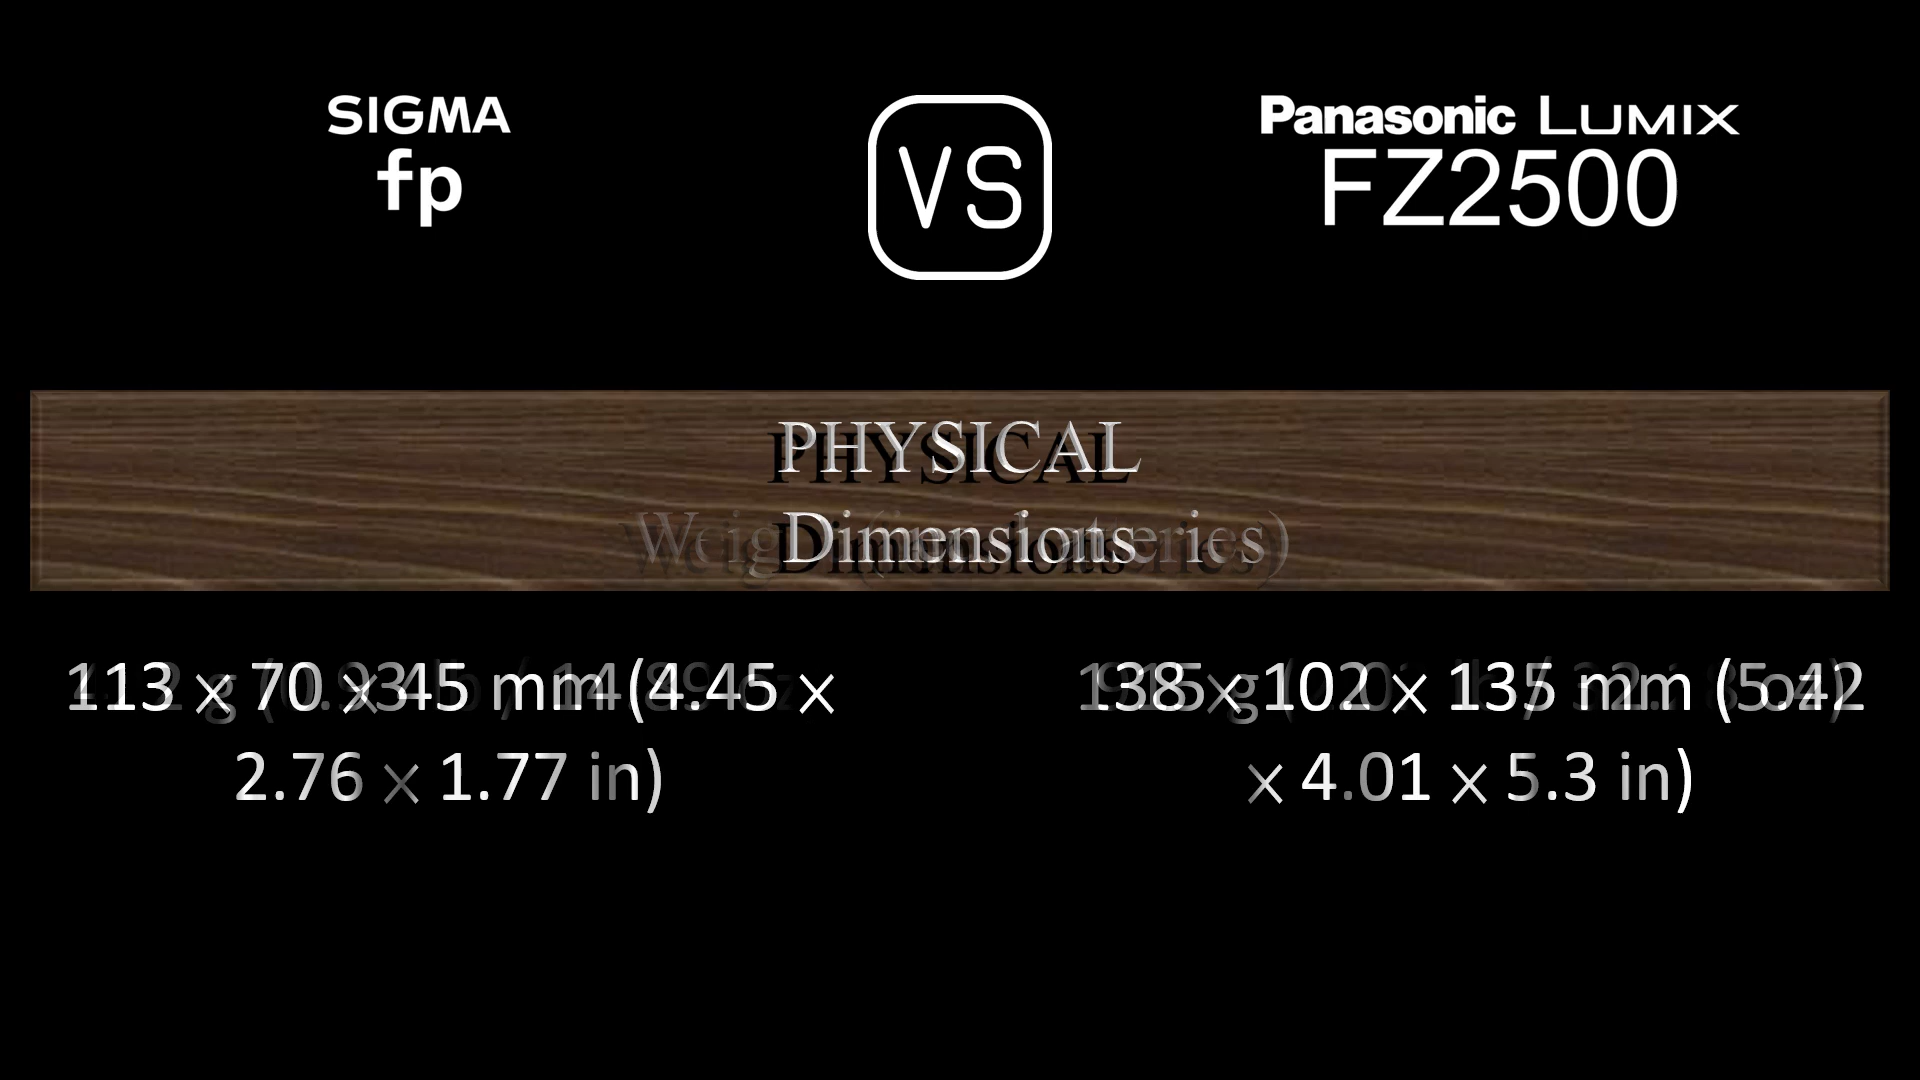 SIGMA
fp
VS
Panasonic LUMIX
FZ2500
PHYSICAL
Dimensions
113 x 70 x 45 mm (4.45 x
2.76 x 1.77 in)
138 x 102 x 135 mm (5.42
x 4.01 x 5.3 in)